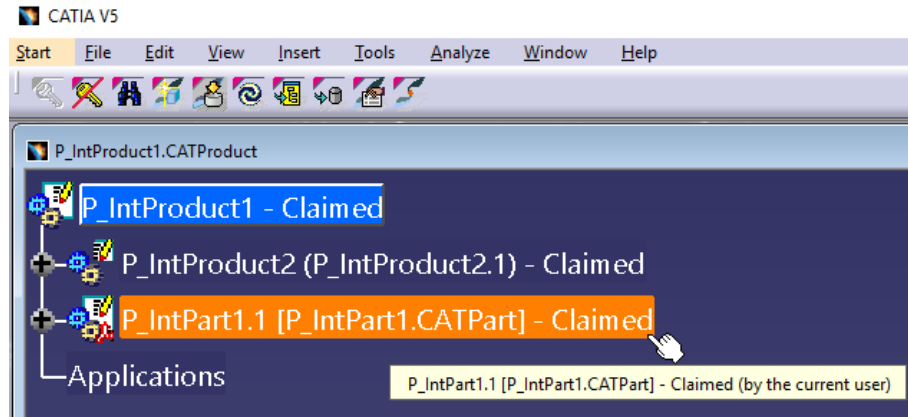 CATIA V5
Start File Edit View Insert Tools Analyze Window Help
P_IntProduct1.CATProduct
P_IntProduct1 - Claimed
P_IntProduct2 (P_IntProduct2.1) - Claimed
P_IntPart1.1 [P_IntPart1.CATPart] - Claimed
Applications
P_IntPart1.1 [P_IntPart1.CATPart] - Claimed (by the current user)